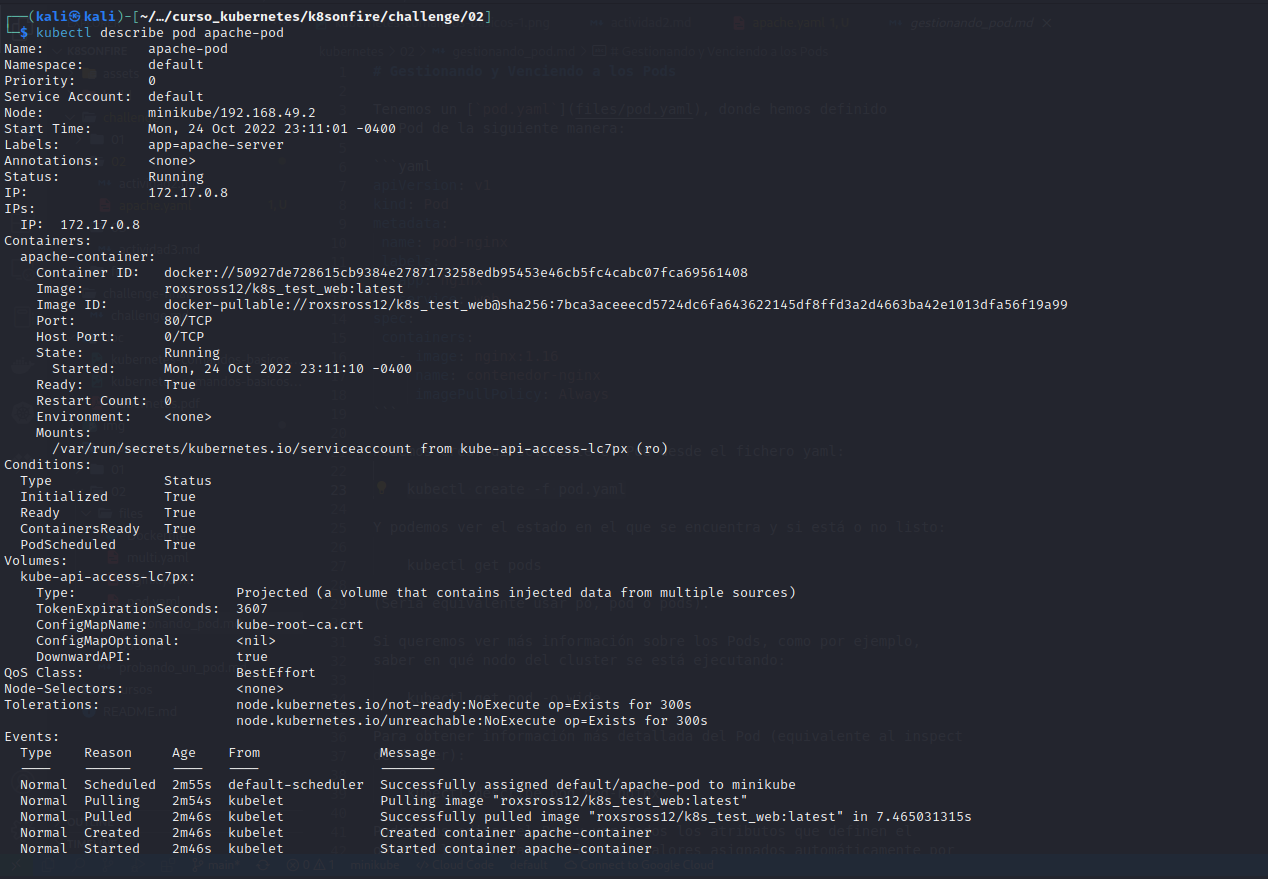 ┌──(kali㉿kali)-[~/…/curso_kubernetes/k8sonfire/challenge/02]
└─$ kubectl describe pod apache-pod
Name:             apache-pod
Namespace:        default
Priority:         0
Service Account:  default
Node:             minikube/192.168.49.2
Start Time:       Mon, 24 Oct 2022 23:11:01 -0400
Labels:           app=apache-server
Annotations:      <none>
Status:           Running
IP:               172.17.0.8
IPs:
  IP:  172.17.0.8
Containers:
  apache-container:
    Container ID:   docker://50927de728615cb9384e2787173258edb95453e46cb5fc4cabc07fca69561408
    Image:          roxsross12/k8s_test_web:latest
    Image ID:       docker-pullable://roxsross12/k8s_test_web@sha256:7bca3aceeecd5724dc6fa643622145df8ffd3a2d4663ba42e1013dfa56f19a99
    Port:           80/TCP
    Host Port:      0/TCP
    State:          Running
      Started:      Mon, 24 Oct 2022 23:11:10 -0400
    Ready:          True
    Restart Count:  0
    Environment:    <none>
    Mounts:
      /var/run/secrets/kubernetes.io/serviceaccount from kube-api-access-lc7px (ro)
Conditions:
  Type              Status
  Initialized       True
  Ready             True
  ContainersReady   True
  PodScheduled      True
Volumes:
  kube-api-access-lc7px:
    Type:                    Projected (a volume that contains injected data from multiple sources)
    TokenExpirationSeconds:  3607
    ConfigMapName:           kube-root-ca.crt
    ConfigMapOptional:       <nil>
    DownwardAPI:             true
QoS Class:                   BestEffort
Node-Selectors:              <none>
Tolerations:                 node.kubernetes.io/not-ready:NoExecute op=Exists for 300s
                             node.kubernetes.io/unreachable:NoExecute op=Exists for 300s
Events:
  Type    Reason     Age    From               Message
  ----    ------     ----   ----               -------
  Normal  Scheduled  2m55s  default-scheduler  Successfully assigned default/apache-pod to minikube
  Normal  Pulling    2m54s  kubelet            Pulling image "roxsross12/k8s_test_web:latest"
  Normal  Pulled     2m46s  kubelet            Successfully pulled image "roxsross12/k8s_test_web:latest" in 7.465031315s
  Normal  Created    2m46s  kubelet            Created container apache-container
  Normal  Started    2m46s  kubelet            Started container apache-container